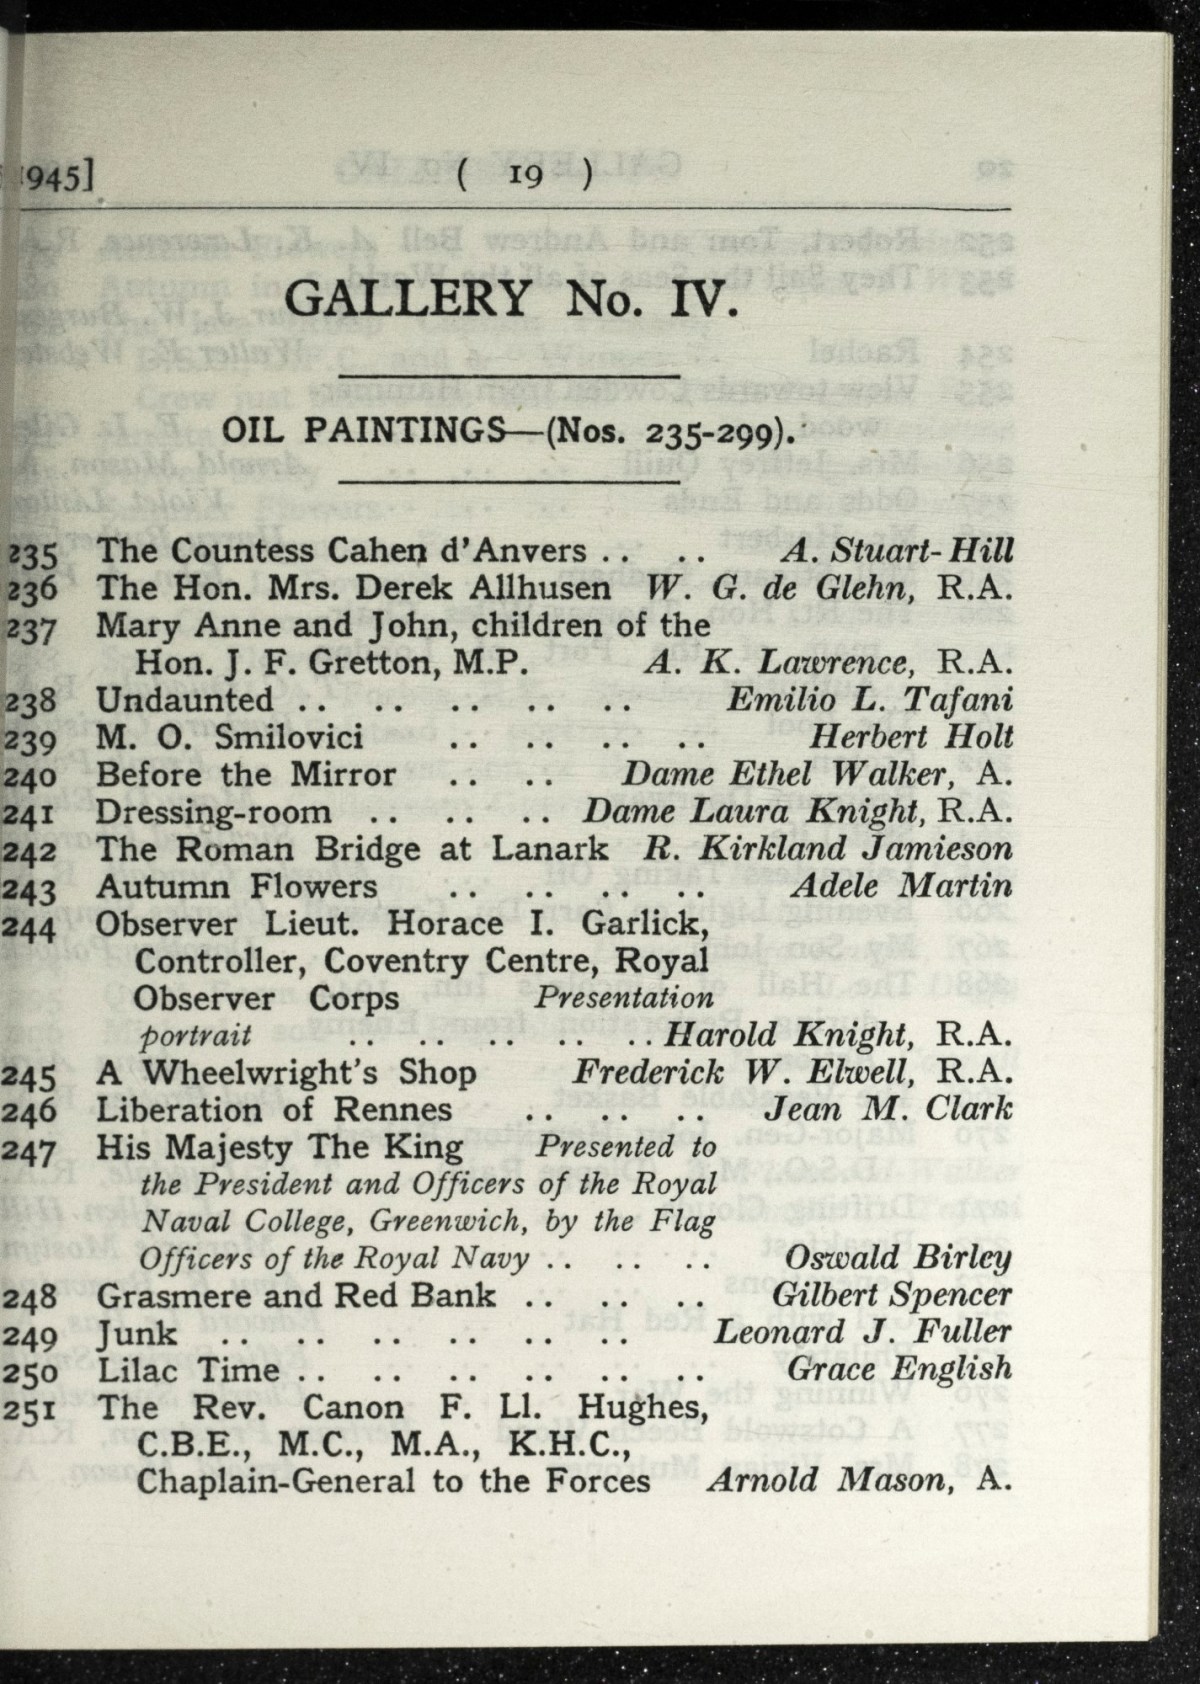 1945] ( 19 )
GALLERY No. IV.
OIL PAINTINGS—(Nos. 235-299).
235 The Countess Cahen d'Anvers .. .. A. Stuart-Hill
236 The Hon. Mrs. Derek Allhusen W. G. de Glehn, R.A.
237 Mary Anne and John, children of the
Hon. J. F. Gretton, M.P. A. K. Lawrence, R.A.
238 Undaunted .. .. .. .. .. Emilio L. Tafani
239 M. O. Smilovici .. .. .. .. Herbert Holt
240 Before the Mirror .. .. Dame Ethel Walker, A.
241 Dressing-room .. .. .. Dame Laura Knight, R.A.
242 The Roman Bridge at Lanark R. Kirkland Jamieson
243 Autumn Flowers .. .. .. .. Adele Martin
244 Observer Lieut. Horace I. Garlick,
Controller, Coventry Centre, Royal
Observer Corps Presentation
portrait .. .. .. .. .. Harold Knight, R.A.
245 A Wheelwright's Shop Frederick W. Elwell, R.A.
246 Liberation of Rennes .. .. .. Jean M. Clark
247 His Majesty The King Presented to
the President and Officers of the Royal
Naval College, Greenwich, by the Flag
Officers of the Royal Navy .. .. .. Oswald Birley
248 Grasmere and Red Bank .. .. .. Gilbert Spencer
249 Junk .. .. .. .. .. .. Leonard J. Fuller
250 Lilac Time .. .. .. .. .. .. Grace English
251 The Rev. Canon F. Ll. Hughes,
C.B.E., M.C., M.A., K.H.C.,
Chaplain-General to the Forces Arnold Mason, A.